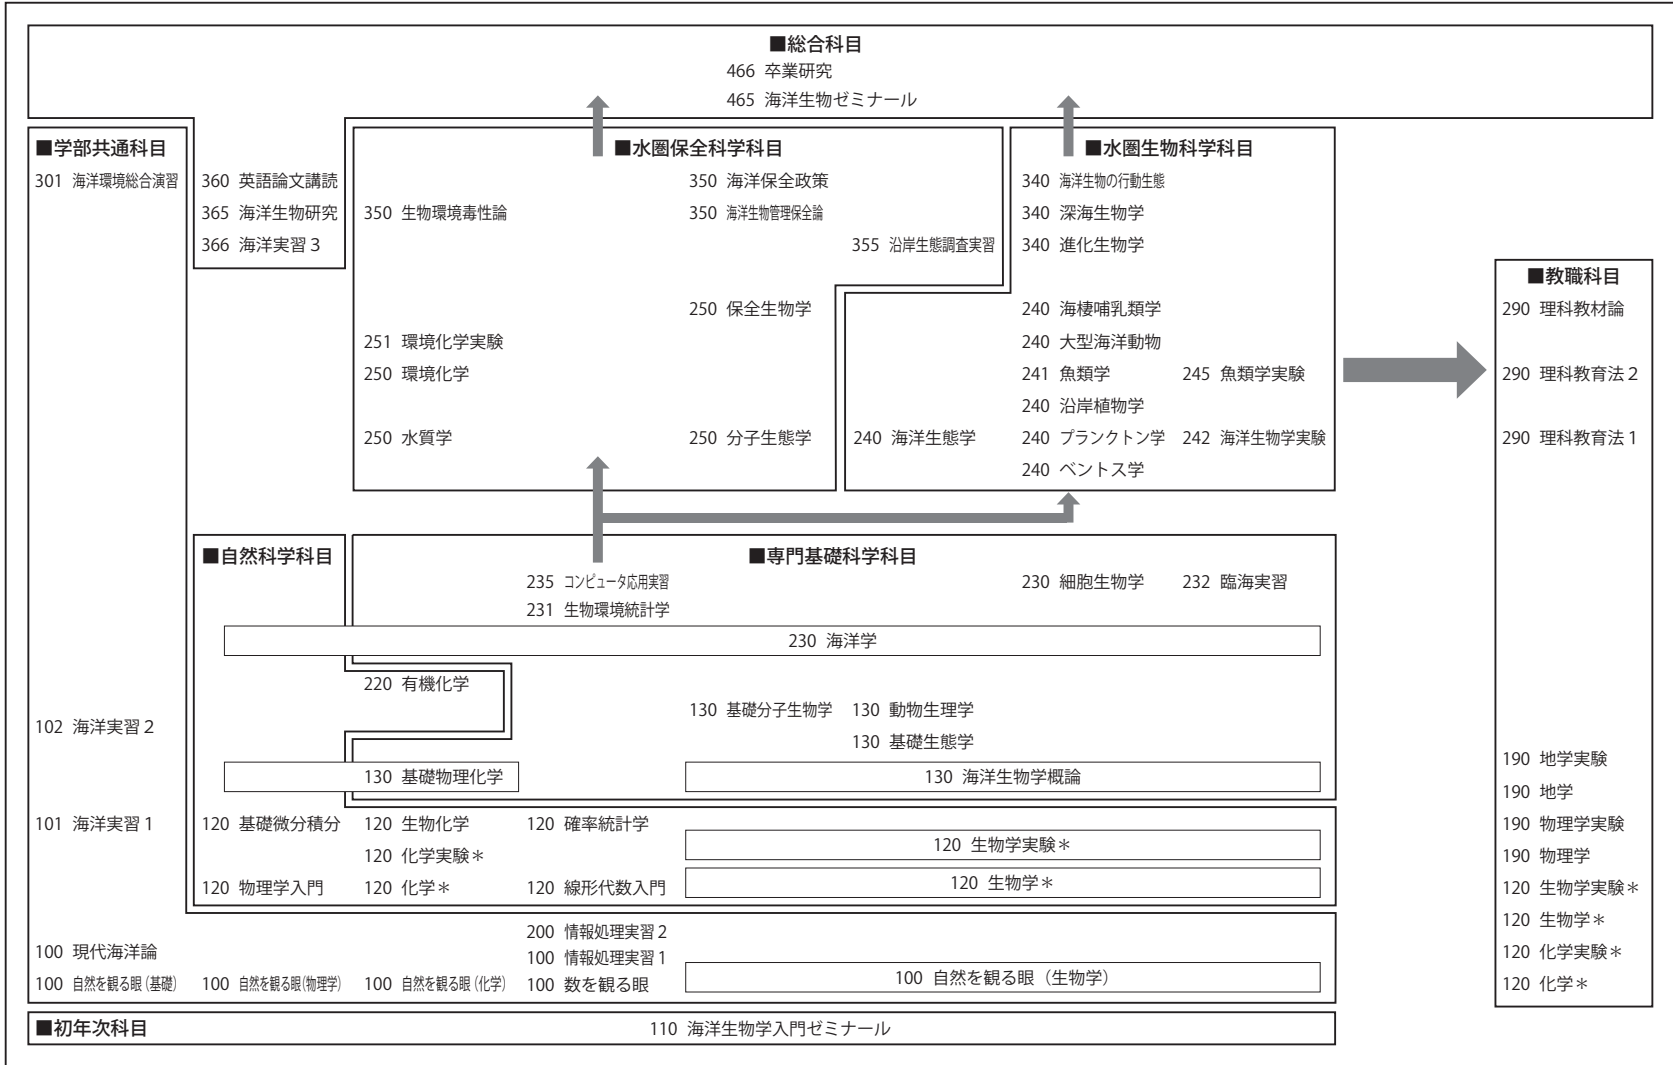 ■総合科目
466 卒業研究
465 海洋生物ゼミナール
■学部共通科目
301 海洋環境総合演習
360 英語論文講読
365 海洋生物研究
366 海洋実習３
■水圏保全科学科目
350 海洋保全政策
350 生物環境毒性論
350 海洋生物管理保全論
355 沿岸生態調査実習
250 保全生物学
251 環境化学実験
250 環境化学
250 水質学
250 分子生態学
■水圏生物科学科目
340 海洋生物の行動生態
340 深海生物学
340 進化生物学
240 海棲哺乳類学
240 大型海洋動物
241 魚類学
245 魚類学実験
240 沿岸植物学
240 海洋生態学
240 プランクトン学
242 海洋生物学実験
240 ベントス学
■教職科目
290 理科教材論
290 理科教育法２
290 理科教育法１
190 地学実験
190 地学
190 物理学実験
190 物理学
120 生物学実験＊
120 生物学＊
120 化学実験＊
120 化学＊
■自然科学科目
■専門基礎科学科目
235 コンピュータ応用実習
230 細胞生物学
232 臨海実習
231 生物環境統計学
230 海洋学
220 有機化学
130 基礎分子生物学
130 動物生理学
102 海洋実習２
130 基礎生態学
130 基礎物理化学
130 海洋生物学概論
101 海洋実習１
120 基礎微分積分
120 生物化学
120 確率統計学
120 生物学実験＊
120 化学実験＊
120 物理学入門
120 化学＊
120 線形代数入門
120 生物学＊
200 情報処理実習２
100 現代海洋論
100 情報処理実習１
100 自然を観る眼（基礎）
100 自然を観る眼（物理学）
100 自然を観る眼（化学）
100 数を観る眼
100 自然を観る眼（生物学）
■初年次科目
110 海洋生物学入門ゼミナール